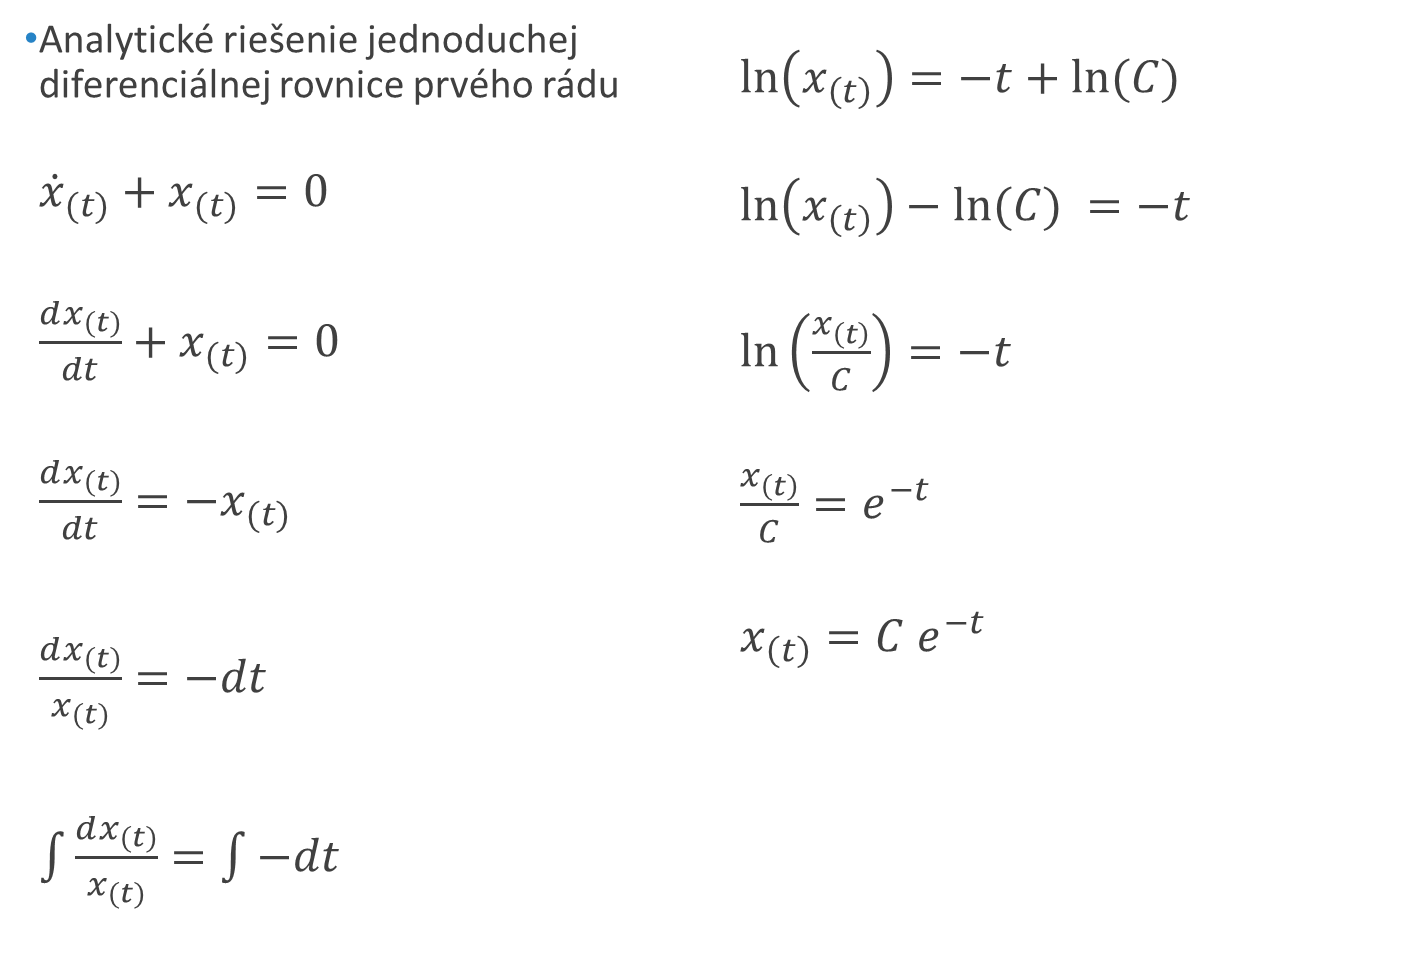 •Analytické riešenie jednoduchej
diferenciálnej rovnice prvého rádu
ẋ₍t₎ + x₍t₎ = 0
dx₍t₎/dt + x₍t₎ = 0
dx₍t₎/dt = −x₍t₎
dx₍t₎/x₍t₎ = −dt
∫ dx₍t₎/x₍t₎ = ∫ −dt
ln(x₍t₎) = −t + ln(C)
ln(x₍t₎) − ln(C) = −t
ln(x₍t₎/C) = −t
x₍t₎/C = e^−t
x₍t₎ = C e^−t